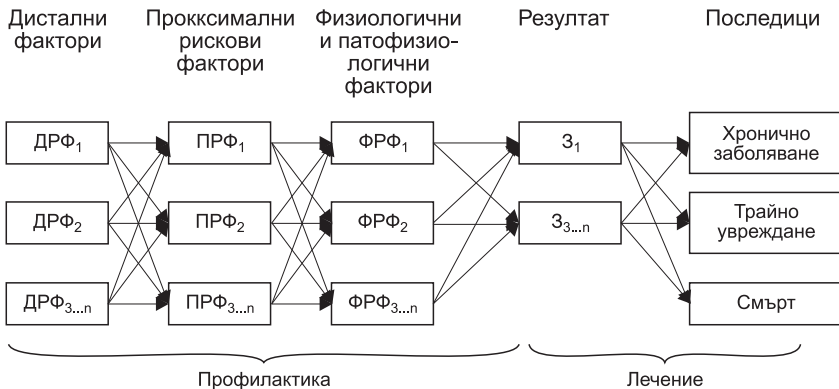 Дистални
фактори
Прокксимални
рискови
фактори
Физиологични
и патофизио-
логични
фактори
Резултат
Последици
ДРФ1
ПРФ1
ФРФ1
З1
Хронично
заболяване
ДРФ2
ПРФ2
ФРФ2
З3...n
Трайно
увреждане
ДРФ3...n
ПРФ3...n
ФРФ3...n
Смърт
Профилактика
Лечение